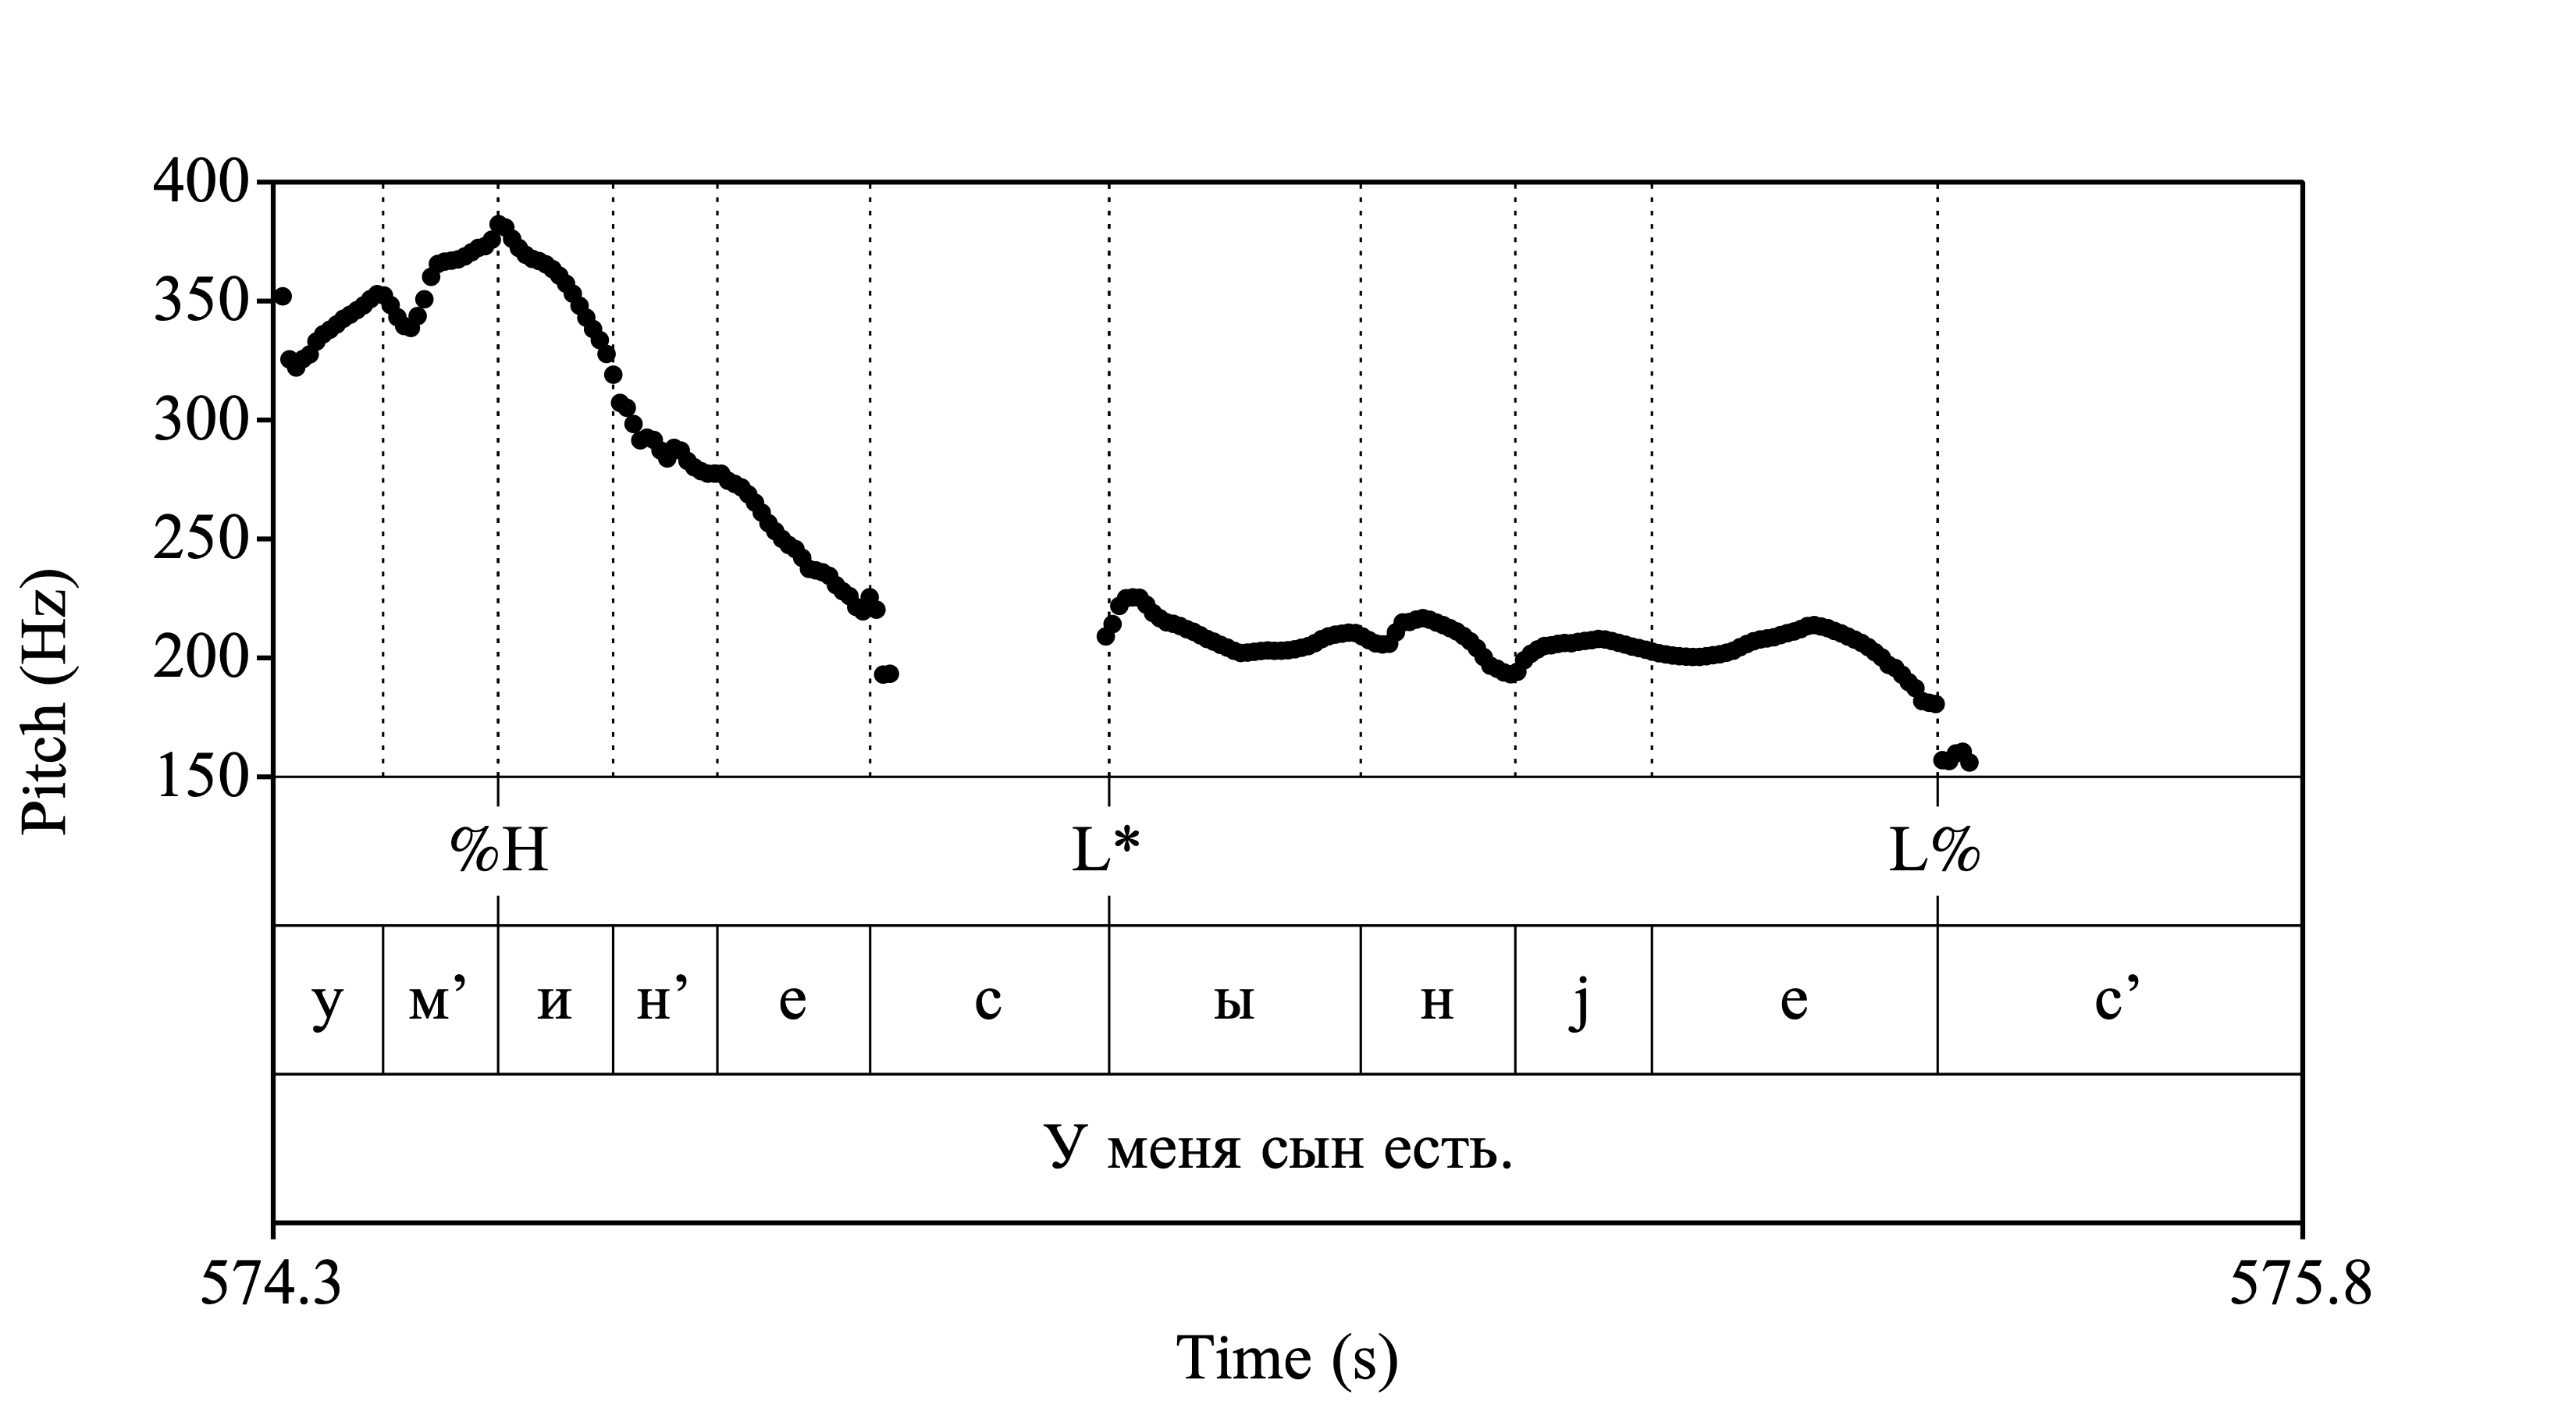 400
350
300
250
200
150
Pitch (Hz)
%H L* L%
у м’ и н’ е с ы н j е с’
У меня сын есть.
574.3 575.8
Time (s)